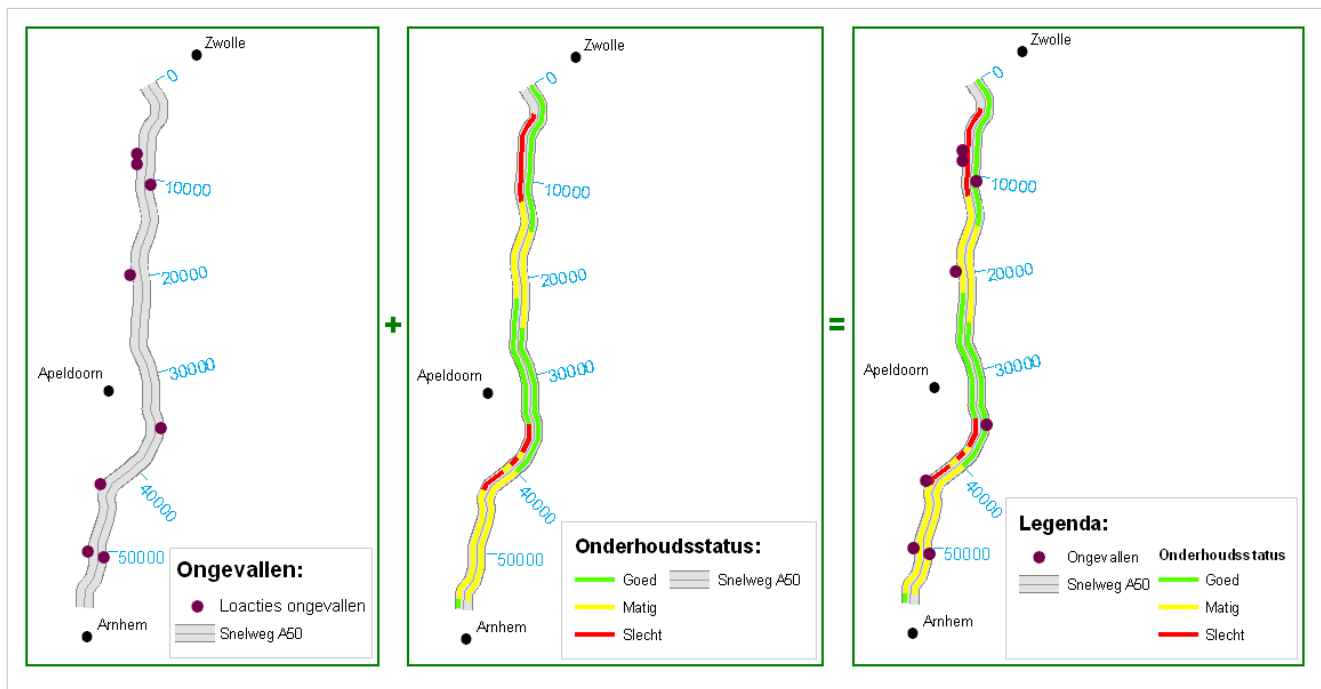 Zwolle
0
10000
20000
30000
Apeldoorn
40000
50000
Arnhem
Ongevallen:
Loacties ongevallen
Snelweg A50
+
Zwolle
0
10000
20000
30000
Apeldoorn
40000
50000
Arnhem
Onderhoudsstatus:
Goed
Snelweg A50
Matig
Slecht
=
Zwolle
0
10000
20000
30000
Apeldoorn
40000
50000
Arnhem
Legenda:
Ongevallen
Snelweg A50
Onderhoudsstatus
Goed
Matig
Slecht